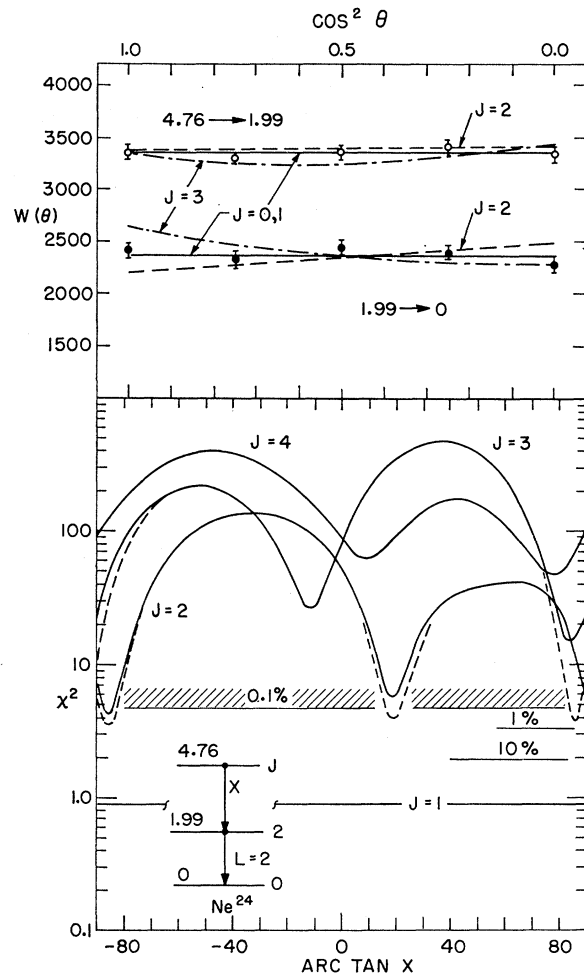 COS² θ
1.0 0.5 0.0
4000
4.76→1.99
J=2
3500
3000
J=3
W(θ)
J=0,1
J=2
2500
2000
1.99→0
1500
J=4
J=3
100
J=2
10
0.1%
χ²
1%
10%
4.76
J
X
1.0
J=1
1.99
2
L=2
0
0
Ne²⁴
0.1
-80 -40 0 40 80
ARC TAN X